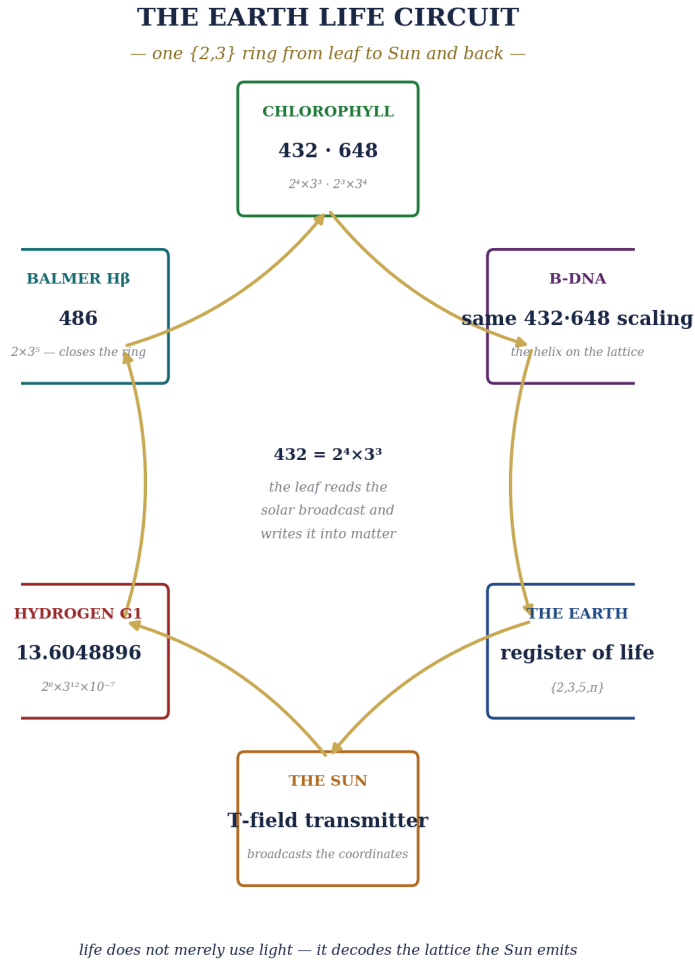 THE EARTH LIFE CIRCUIT
— one {2,3} ring from leaf to Sun and back —
CHLOROPHYLL
432 · 648
2⁴×3³ · 2³×3⁴
BALMER Hβ
486
2×3⁵ — closes the ring
B-DNA
same 432·648 scaling
the helix on the lattice
432 = 2⁴×3³
the leaf reads the
solar broadcast and
writes it into matter
HYDROGEN G1
13.6048896
2⁸×3¹²×10⁻⁷
THE EARTH
register of life
{2,3,5,π}
THE SUN
T-field transmitter
broadcasts the coordinates
life does not merely use light — it decodes the lattice the Sun emits